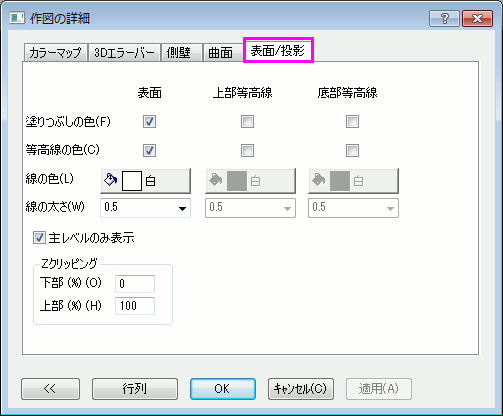 作図の詳細
カラーマップ 3Dエラーバー 側壁 曲面 表面/投影
表面 上部等高線 底部等高線
塗りつぶしの色(F)
等高線の色(C)
線の色(L) 白 白 白
線の太さ(W) 0.5 0.5 0.5
主レベルのみ表示
Zクリッピング
下部(%)(O) 0
上部(%)(H) 100
<< 行列 OK キャンセル(C) 適用(A)